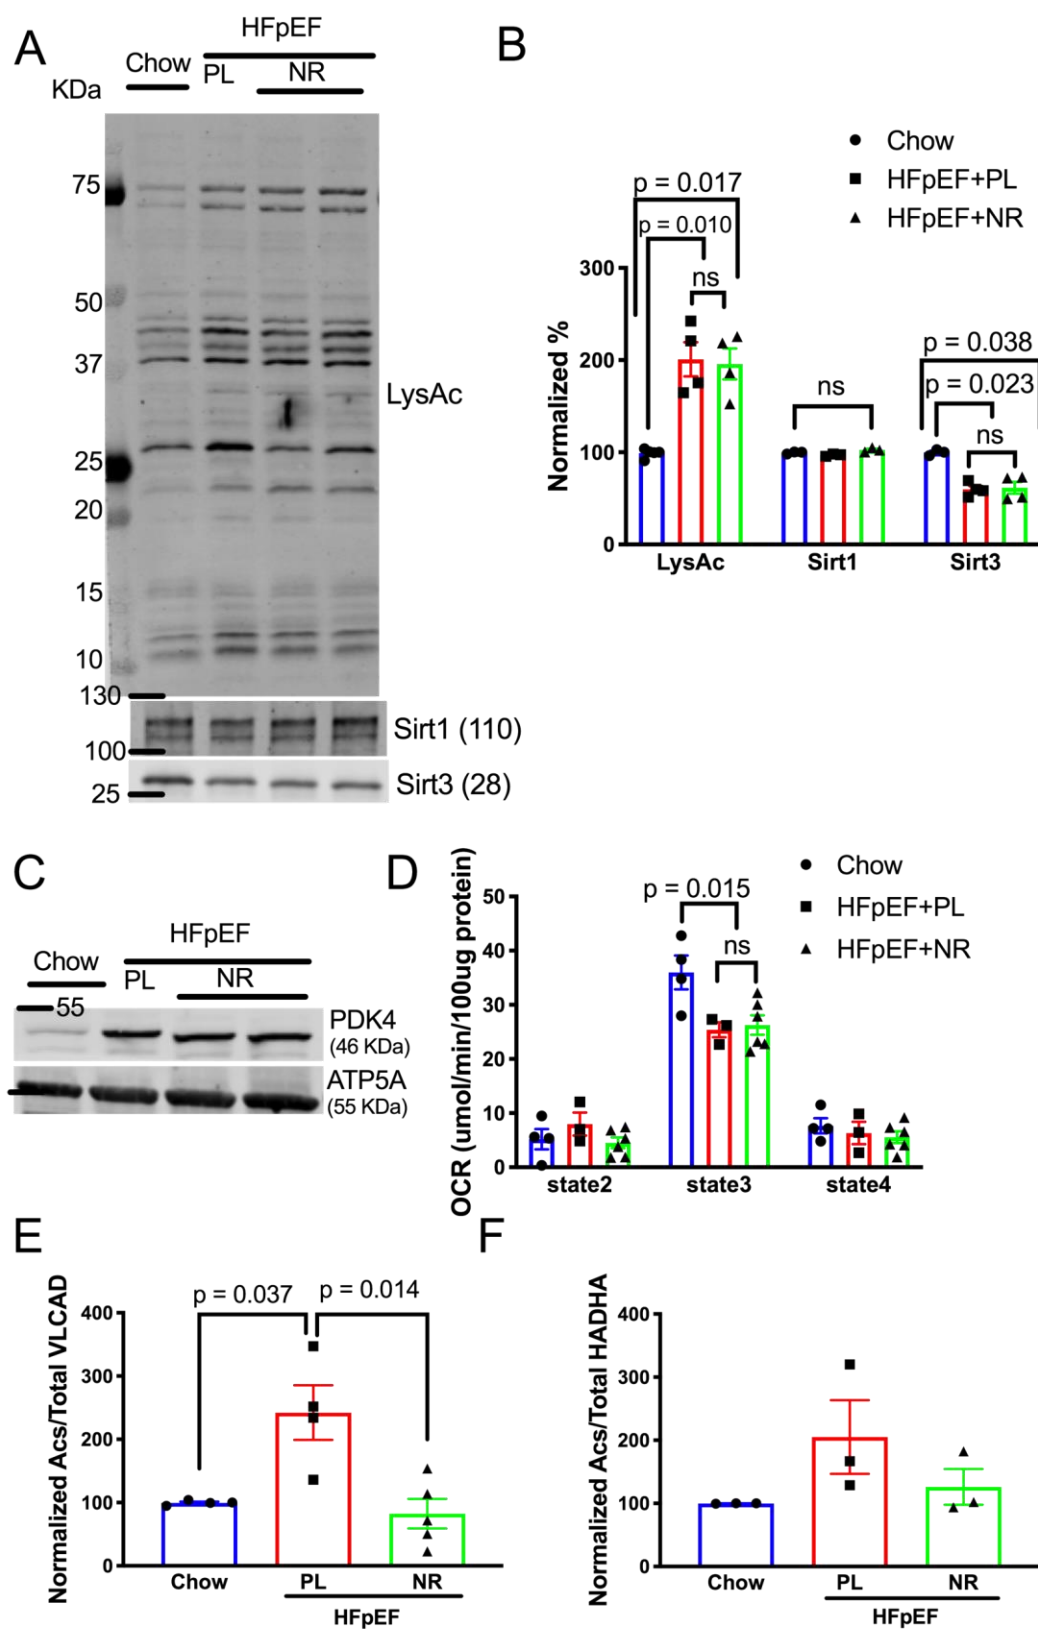 A
HFpEF
Chow
PL
NR
KDa
75
50
37
LysAc
25
20
15
10
130
Sirt1 (110)
100
Sirt3 (28)
25
B
Chow
HFpEF+PL
HFpEF+NR
p = 0.017
p = 0.010
ns
ns
p = 0.038
p = 0.023
ns
Normalized %
300
200
100
0
LysAc
Sirt1
Sirt3
C
HFpEF
Chow
PL
NR
55
PDK4
(46 KDa)
ATP5A
(55 KDa)
D
Chow
HFpEF+PL
HFpEF+NR
p = 0.015
ns
OCR (umol/min/100ug protein)
50
40
30
20
10
0
state2
state3
state4
E
p = 0.037
p = 0.014
Normalized Acs/Total VLCAD
400
300
200
100
0
Chow
PL
NR
HFpEF
F
Normalized Acs/Total HADHA
400
300
200
100
0
Chow
PL
NR
HFpEF